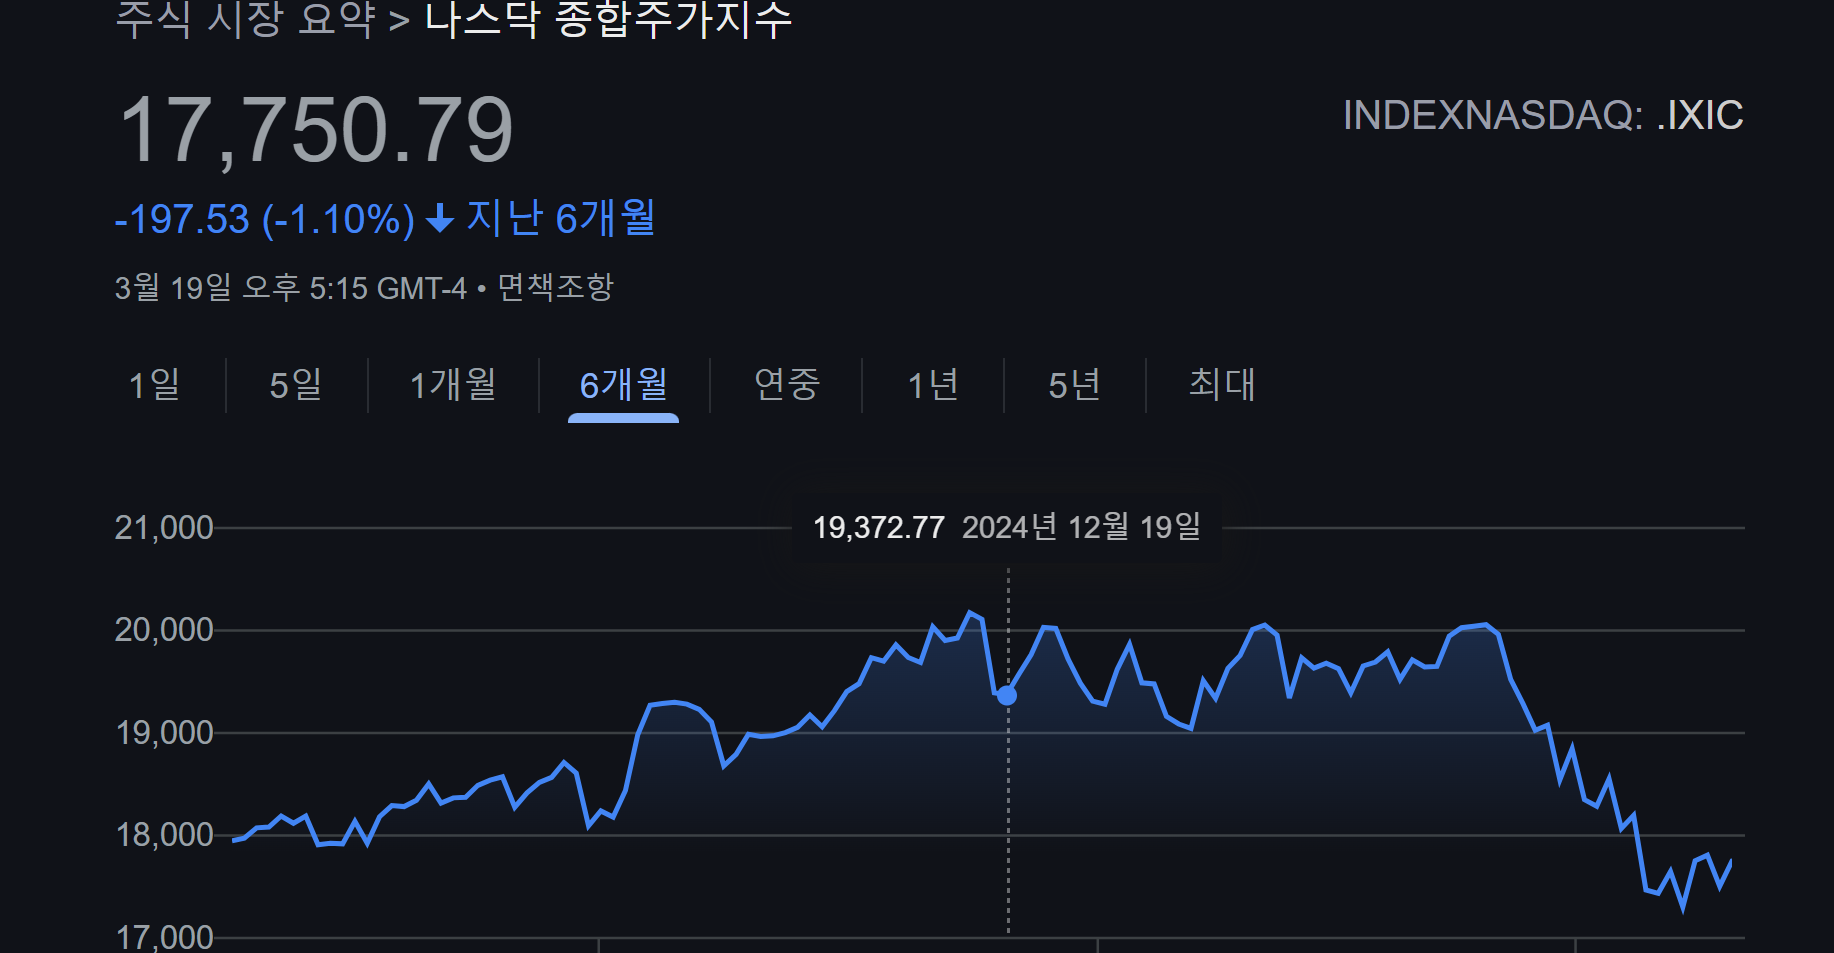 주식 시장 요약 > 나스닥 종합주가지수
17,750.79
INDEXNASDAQ: .IXIC
-197.53 (-1.10%) 지난 6개월
3월 19일 오후 5:15 GMT-4 • 면책조항
1일 5일 1개월 6개월 연중 1년 5년 최대
19,372.77 2024년 12월 19일
21,000
20,000
19,000
18,000
17,000